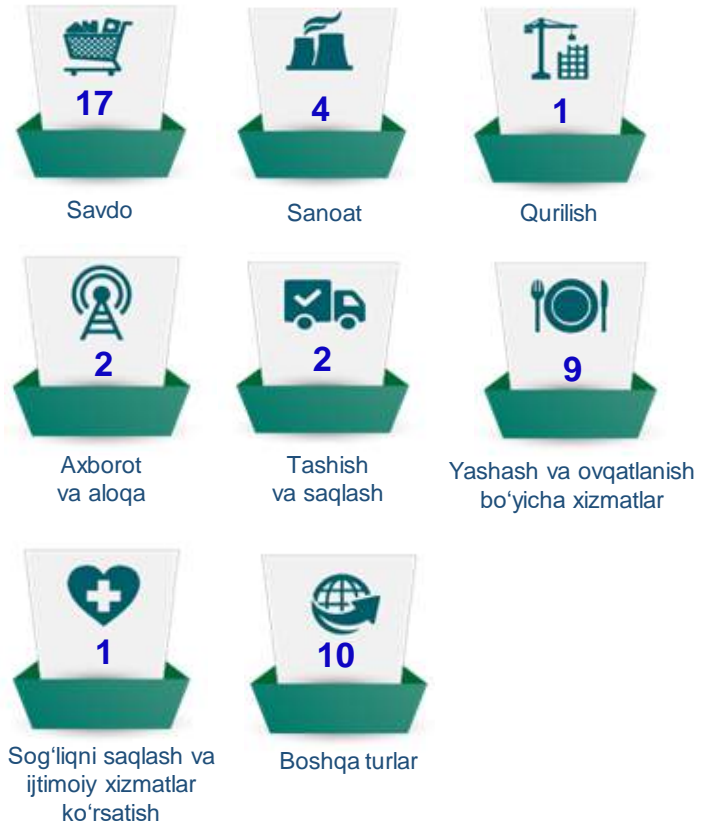 17
4
1
Savdo
Sanoat
Qurilish
2
2
9
Axborot
va aloqa
Tashish
va saqlash
Yashash va ovqatlanish
bo‘yicha xizmatlar
1
10
Sog‘liqni saqlash va
ijtimoiy xizmatlar
ko‘rsatish
Boshqa turlar